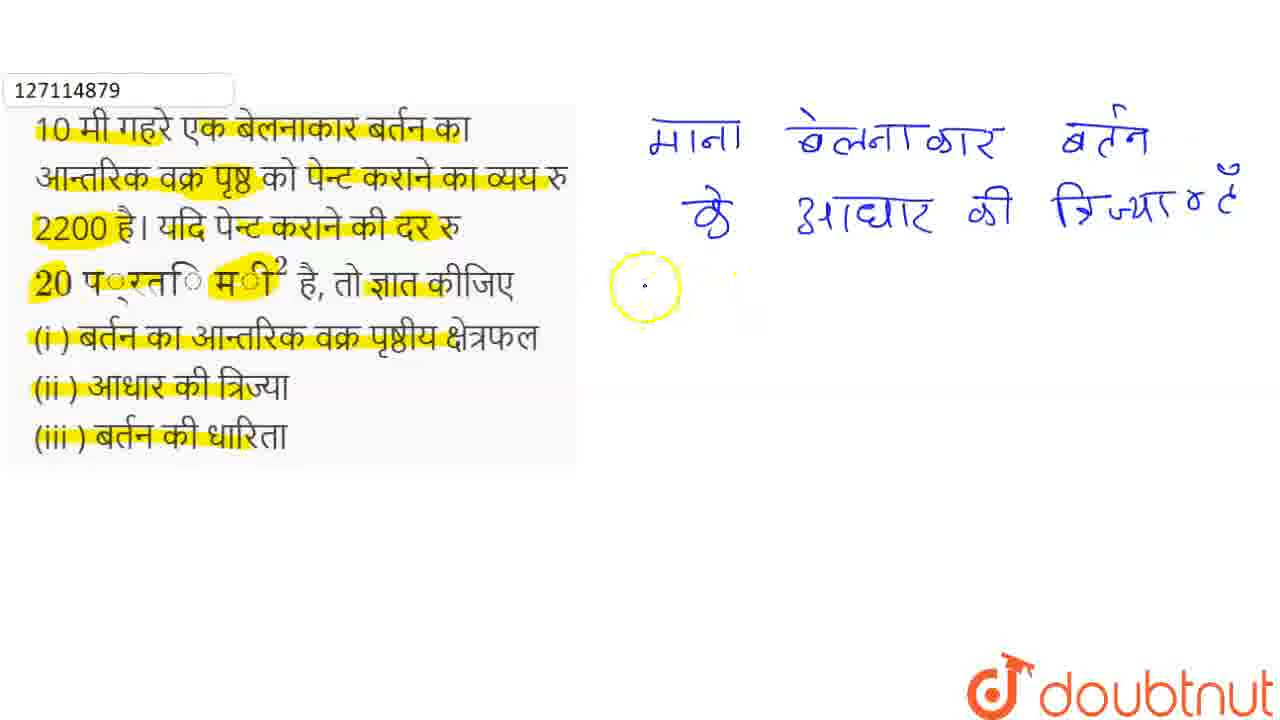 127114879
10 मी गहरे एक बेलनाकार बर्तन का
आन्तरिक वक्र पृष्ठ को पेन्ट कराने का व्यय रु
2200 है। यदि पेन्ट कराने की दर रु
20 प्रति मी² है, तो ज्ञात कीजिए
(i ) बर्तन का आन्तरिक वक्र पृष्ठीय क्षेत्रफल
(ii ) आधार की त्रिज्या
(iii ) बर्तन की धारिता
माना बेलनाकार बर्तन
के आधार की त्रिज्या r है
doubtnut